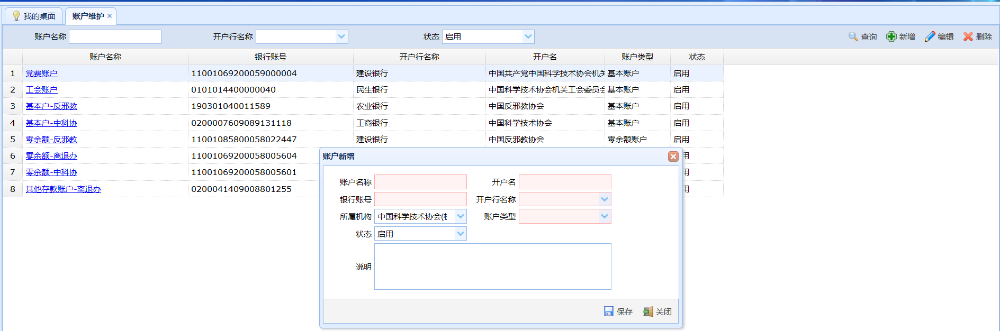 我的桌面 账户维护
账户名称 开户行名称 状态 启用 查询 新增 编辑 删除
账户名称 银行账号 开户行名称 开户名 账户类型 状态
1 党费账户 11001069200059000004 建设银行 中国共产党中国科学技术协会机关 基本账户 启用
2 工会账户 0101014400000040 民生银行 中国科学技术协会机关工会委员会 基本账户 启用
3 基本户-反邪教 190301040011589 农业银行 中国反邪教协会 基本账户 启用
4 基本户-中科协 0200007609089131118 工商银行 中国科学技术协会 基本账户 启用
5 零余额-反邪教 11001085800058022447 建设银行 中国反邪教协会 零余额账户 启用
6 零余额-离退办 11001069200058005604 用
7 零余额-中科协 11001069200058005601 用
8 其他存款账户-离退办 0200041409008801255 用
账户新增
账户名称 开户名
银行账号 开户行名称
所属机构 中国科学技术协会( 账户类型
状态 启用
说明
保存 关闭